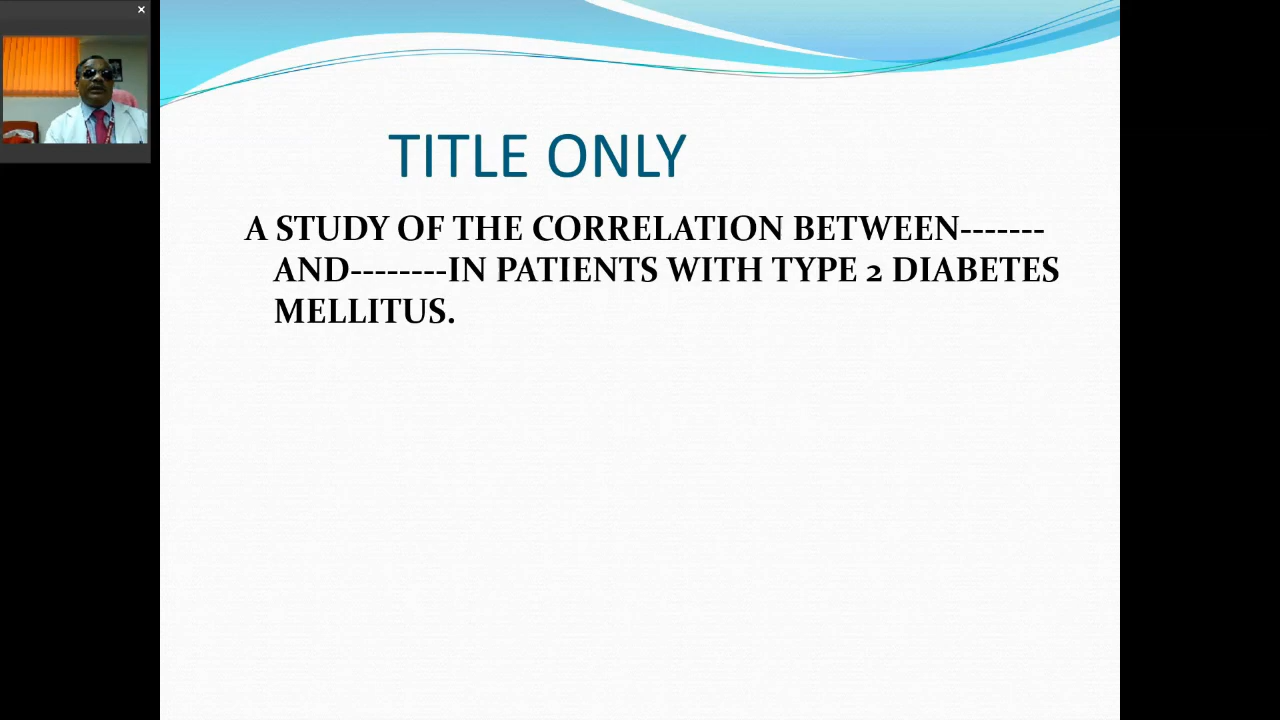 TITLE ONLY
A STUDY OF THE CORRELATION BETWEEN-------
AND--------IN PATIENTS WITH TYPE 2 DIABETES
MELLITUS.